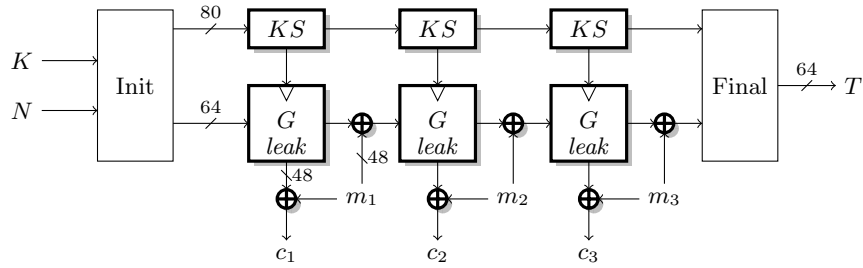 80
KS KS KS
K
Init
Final
64
T
N
64
G G G
leak leak leak
48
48
m₁ m₂ m₃
c₁ c₂ c₃